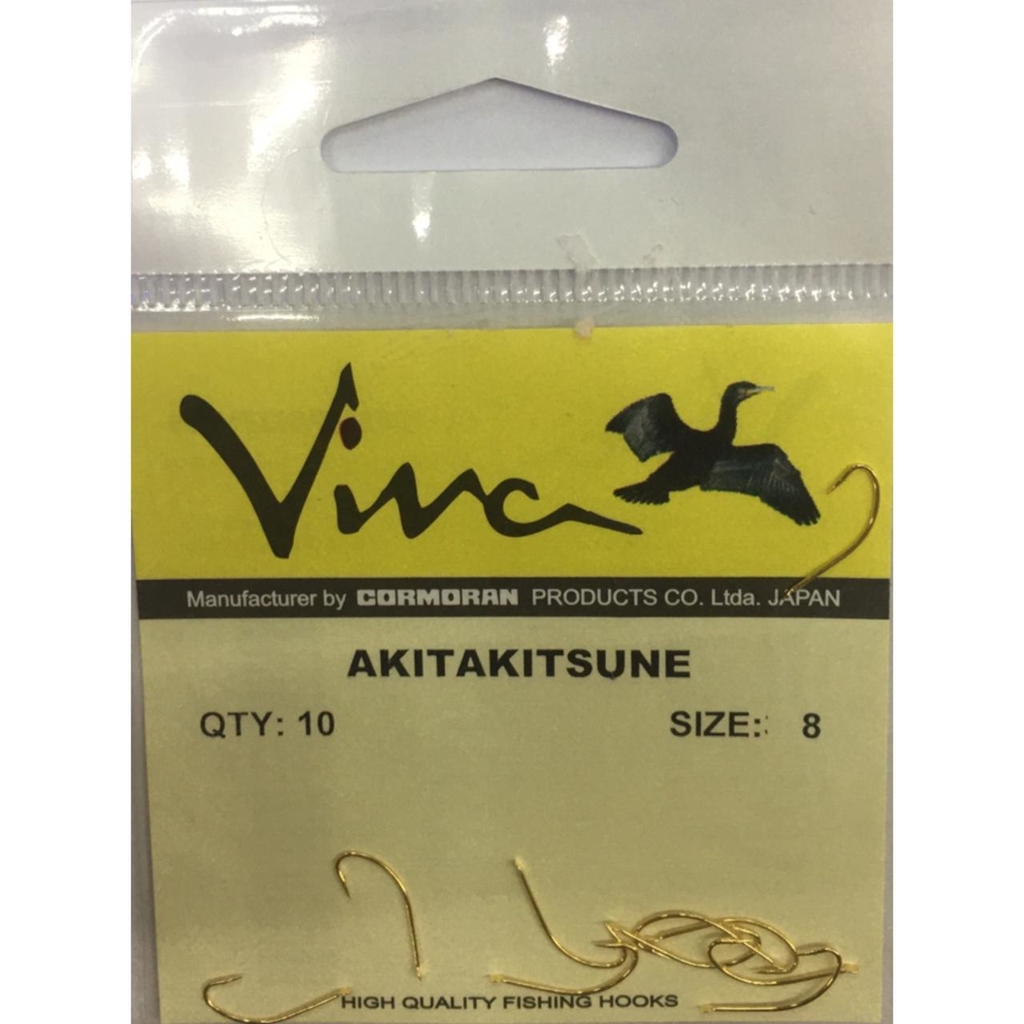 Viva
Manufacturer by CORMORAN PRODUCTS CO. Ltda. JAPAN
AKITAKITSUNE
QTY: 10 SIZE: 8
HIGH QUALITY FISHING HOOKS